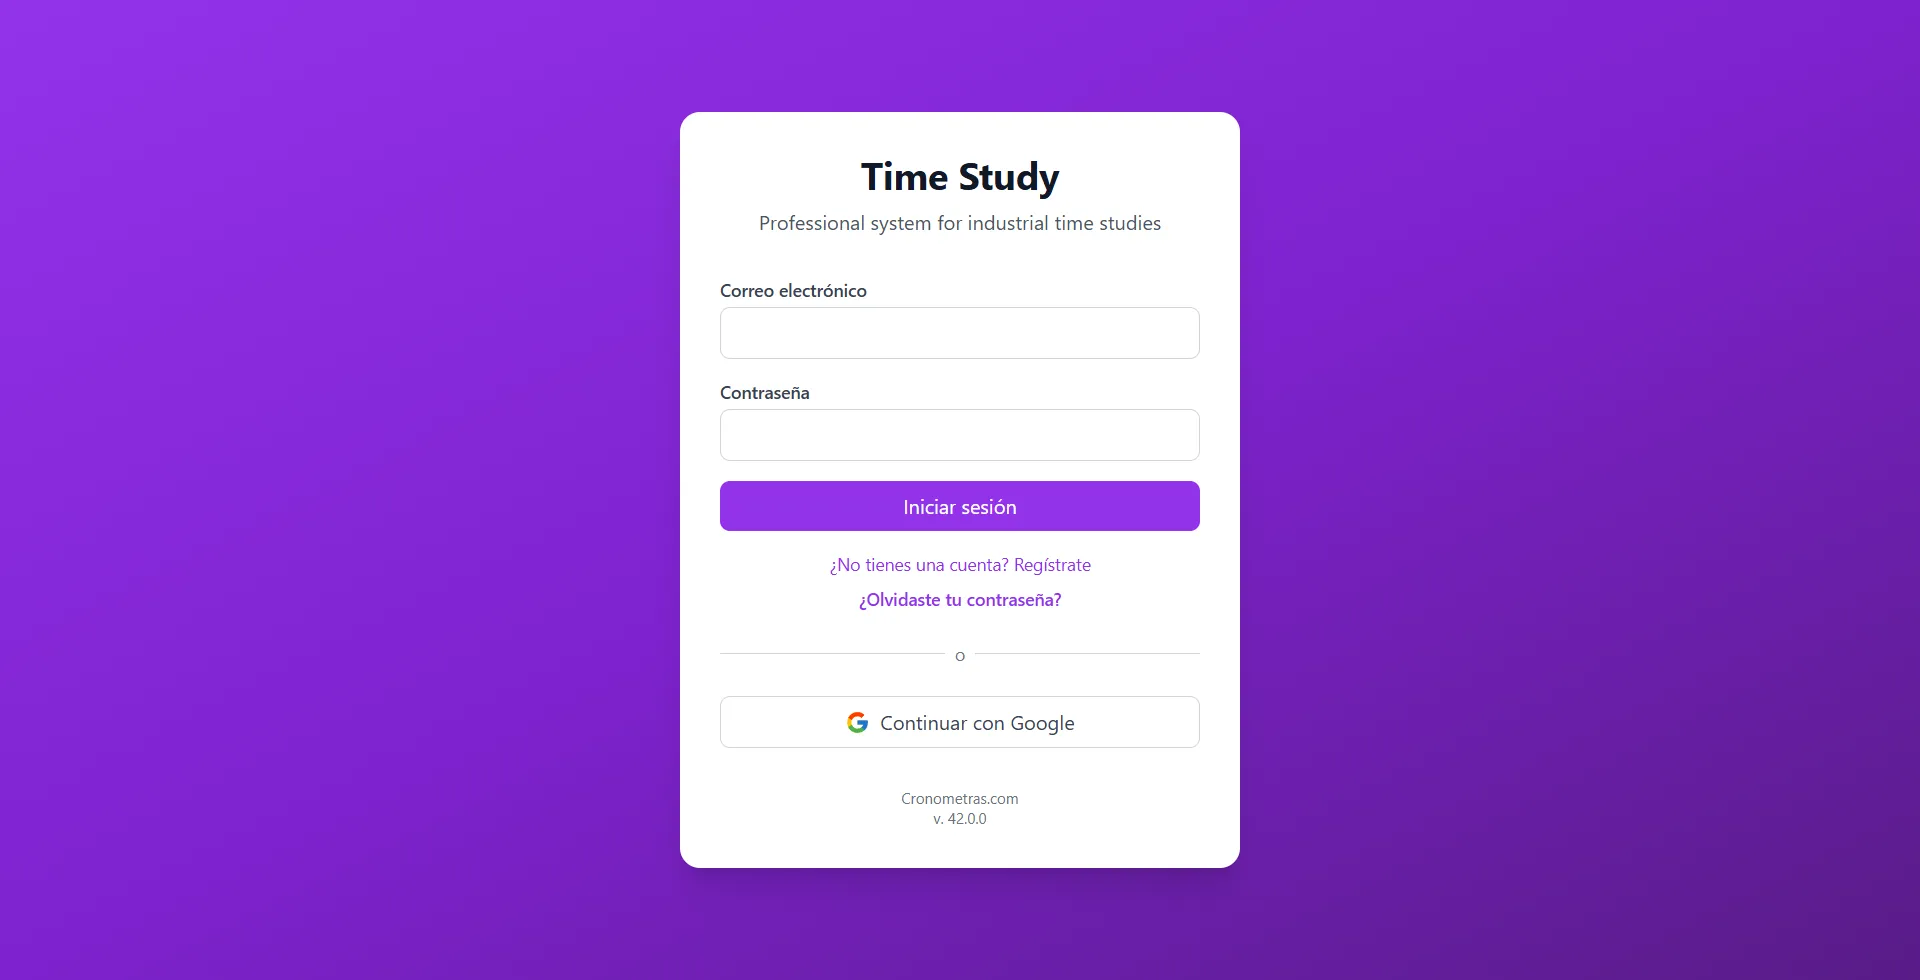 Time Study
Professional system for industrial time studies
Correo electrónico
Contraseña
Iniciar sesión
¿No tienes una cuenta? Regístrate
¿Olvidaste tu contraseña?
o
Continuar con Google
Cronometras.com
v. 42.0.0